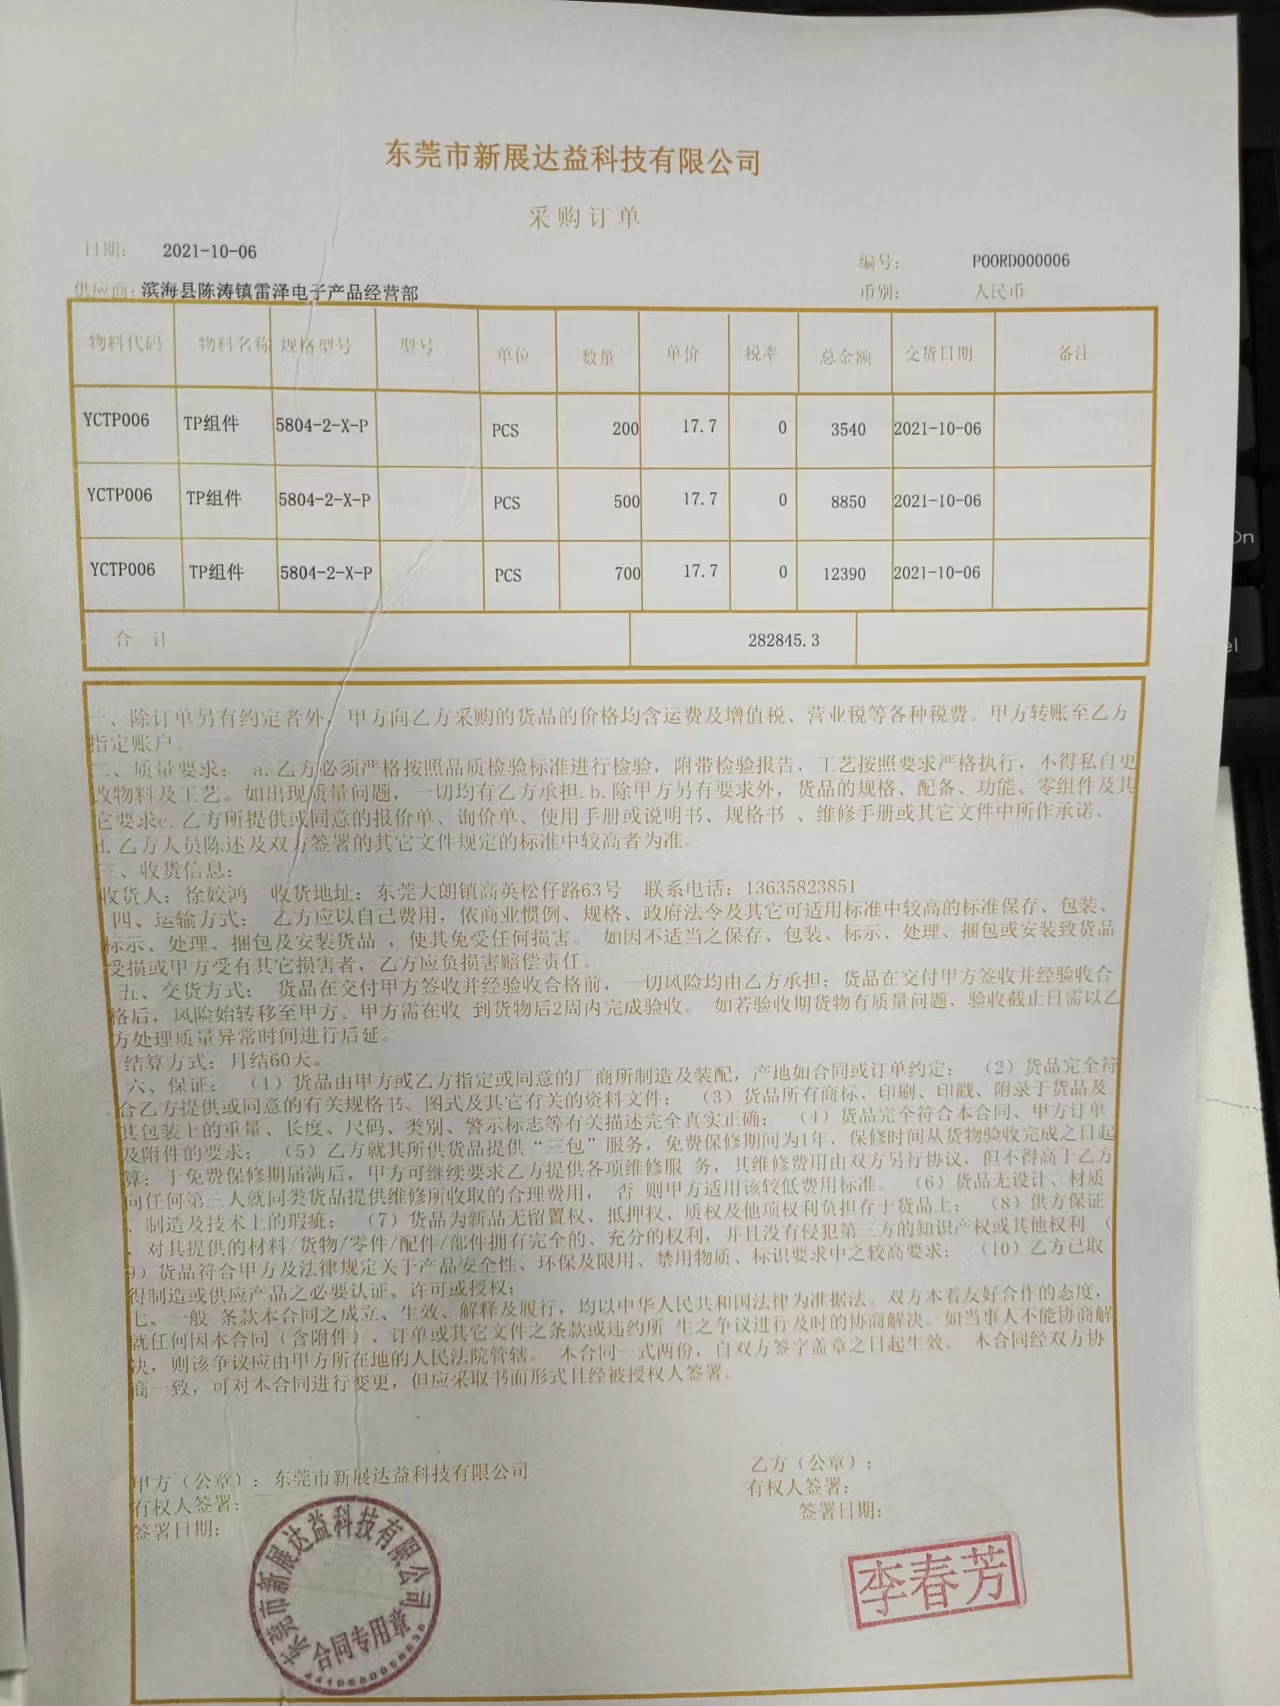 东莞市新展达益科技有限公司
采购订单
日期： 2021-10-06
编号： POORD000006
供应商：滨海县陈涛镇雷泽电子产品经营部
币别： 人民币
物料代码 物料名称 规格型号 型号 单位 数量 单价 税率 总金额 交货日期 备注
YCTP006 TP组件 5804-2-X-P PCS 200 17.7 0 3540 2021-10-06
YCTP006 TP组件 5804-2-X-P PCS 500 17.7 0 8850 2021-10-06
YCTP006 TP组件 5804-2-X-P PCS 700 17.7 0 12390 2021-10-06
合 计 282845.3
一、除订单另有约定者外，甲方向乙方采购的货品的价格均含运费及增值税、营业税等各种税费。甲方转账至乙方
指定账户。
二、质量要求： a.乙方必须严格按照品质检验标准进行检验，附带检验报告，工艺按照要求严格执行，不得私自更
改物料及工艺。如出现质量问题，一切均有乙方承担.b.除甲方另有要求外，货品的规格、配备、功能、零组件及其
它要求c.乙方所提供或同意的报价单、询价单、使用手册或说明书、规格书 、维修手册或其它文件中所作承诺、
d.乙方人员陈述及双方签署的其它文件规定的标准中较高者为准。
三、收货信息：
收货人：徐姣鸿 收货地址：东莞大朗镇高英松仔路63号 联系电话：13635823851
四、运输方式： 乙方应以自己费用，依商业惯例、规格、政府法令及其它可适用标准中较高的标准保存、包装、
标示、处理、捆包及安装货品 ，使其免受任何损害。 如因不适当之保存、包装、标示、处理、捆包或安装致货品
受损或甲方受有其它损害者，乙方应负损害赔偿责任。
五、交货方式： 货品在交付甲方签收并经验收合格前，一切风险均由乙方承担；货品在交付甲方签收并经验收合
格后，风险始转移至甲方。甲方需在收 到货物后2周内完成验收。 如若验收期货物有质量问题、验收截止日需以乙
方处理质量异常时间进行后延。
结算方式：月结60天。
六、保证： （1）货品由甲方或乙方指定或同意的厂商所制造及装配，产地如合同或订单约定； （2）货品完全符
合乙方提供或同意的有关规格书、图式及其它有关的资料文件； （3）货品所有商标、印刷、印戳、附录于货品及
其包装上的重量、长度、尺码、类别、警示标志等有关描述完全真实正确； （4）货品完全符合本合同、甲方订单
及附件的要求； （5）乙方就其所供货品提供“三包”服务，免费保修期间为1年，保修时间从货物验收完成之日起
算；于免费保修期届满后，甲方可继续要求乙方提供各项维修服 务，其维修费用由双方另行协议，但不得高于乙方
向任何第三人就同类货品提供维修所收取的合理费用， 否 则甲方适用该较低费用标准。 （6）货品无设计、材质
、制造及技术上的瑕疵； （7）货品为新品无留置权、抵押权、质权及他项权利负担存于货品上； （8）供方保证
、对其提供的材料/货物/零件/配件/部件拥有完全的、充分的权利，并且没有侵犯第三方的知识产权或其他权利 （
9）货品符合甲方及法律规定关于产品安全性、环保及限用、禁用物质、标识要求中之较高要求； （10）乙方已取
得制造或供应产品之必要认证、许可或授权；
七、一般 条款本合同之成立、生效、解释及履行，均以中华人民共和国法律为准据法。双方本着友好合作的态度，
就任何因本合同（含附件）、订单或其它文件之条款或违约所 生之争议进行及时的协商解决。如当事人不能协商解
决，则该争议应由甲方所在地的人民法院管辖。 本合同一式两份，自双方签字盖章之日起生效。 本合同经双方协
商一致，可对本合同进行变更，但应采取书面形式且经被授权人签署。
甲方（公章）：东莞市新展达益科技有限公司
乙方（公章）；
有权人签署：
有权人签署：
签署日期：
签署日期：
东莞市新展达益科技有限公司
合同专用章
李春芳